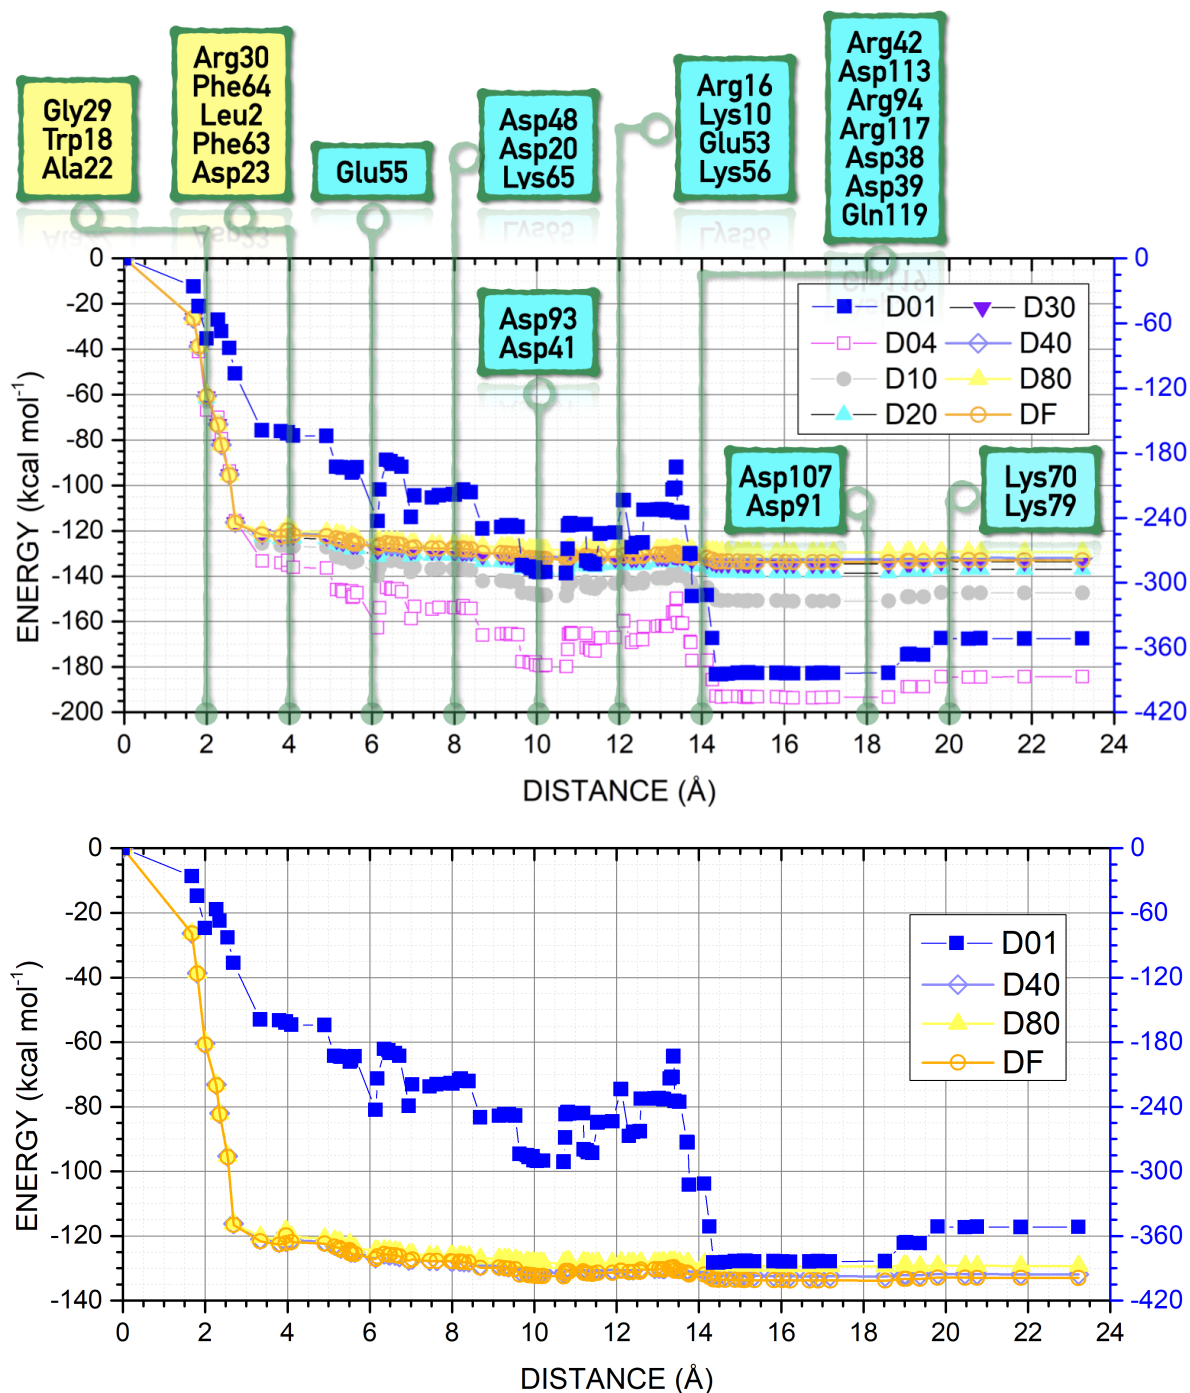 Gly29
Trp18
Ala22
Arg30
Phe64
Leu2
Phe63
Asp23
Glu55
Asp48
Asp20
Lys65
Arg16
Lys10
Glu53
Lys56
Arg42
Asp113
Arg94
Arg117
Asp38
Asp39
Gln119
Asp93
Asp41
Asp107
Asp91
Lys70
Lys79
D01 D30
D04 D40
D10 D80
D20 DF
ENERGY (kcal mol⁻¹)
0
-20
-40
-60
-80
-100
-120
-140
-160
-180
-200
0
-60
-120
-180
-240
-300
-360
-420
0 2 4 6 8 10 12 14 16 18 20 22 24
DISTANCE (Å)
ENERGY (kcal mol⁻¹)
0
-20
-40
-60
-80
-100
-120
-140
D01
D40
D80
DF
0
-60
-120
-180
-240
-300
-360
-420
0 2 4 6 8 10 12 14 16 18 20 22 24
DISTANCE (Å)